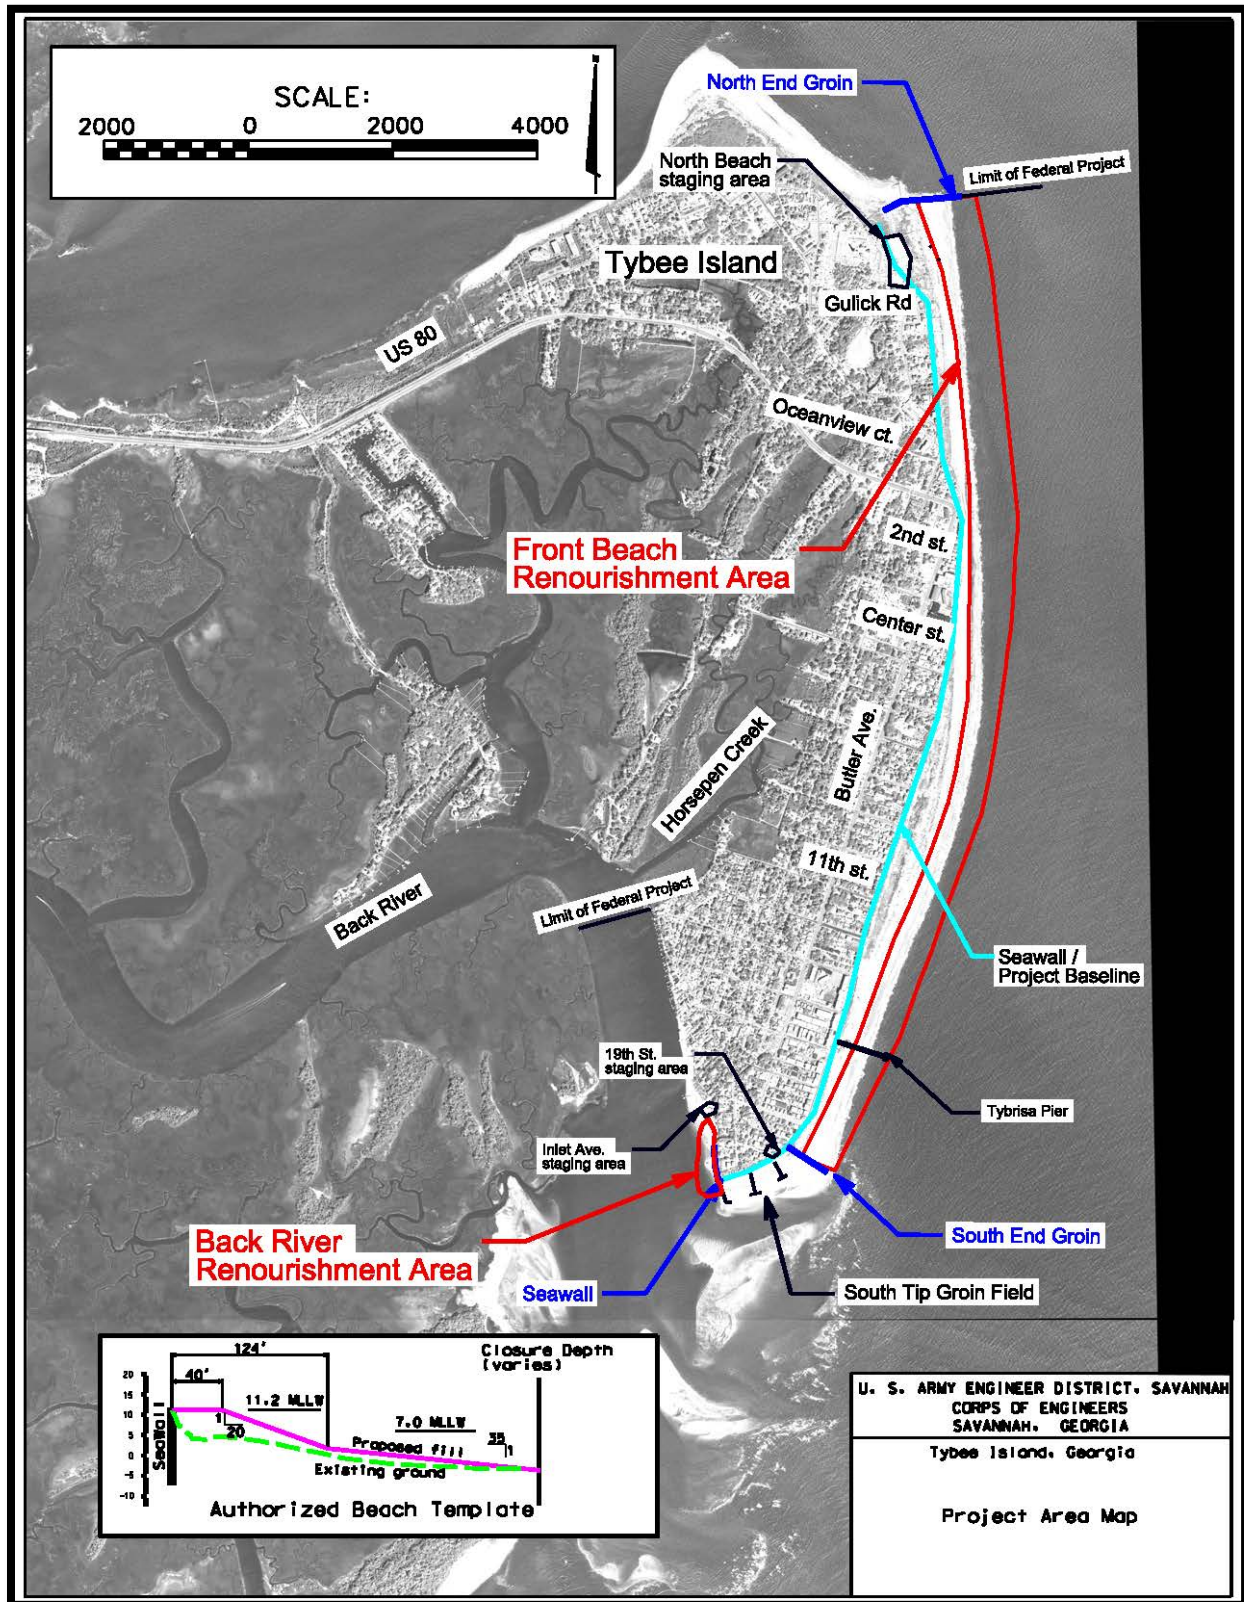 SCALE:
2000 0 2000 4000
N
North End Groin
North Beach
staging area
Limit of Federal Project
Tybee Island
Gulick Rd
US 80
Oceanview ct.
2nd st.
Front Beach
Renourishment Area
Center st.
Butler Ave.
Horsepen Creek
11th st.
Back River
Limit of Federal Project
Seawall /
Project Baseline
19th St.
staging area
Tybrisa Pier
Inlet Ave.
staging area
Back River
Renourishment Area
South End Groin
Seawall
South Tip Groin Field
124'
40'
Closure Depth
(varies)
20
15
10
5
0
-5
-10
SeaWall
11.2 MLLW
1
20
7.0 MLLW
35
1
Proposed fill
Existing ground
Authorized Beach Template
U. S. ARMY ENGINEER DISTRICT, SAVANNAH
CORPS OF ENGINEERS
SAVANNAH, GEORGIA
Tybee Island, Georgia
Project Area Map